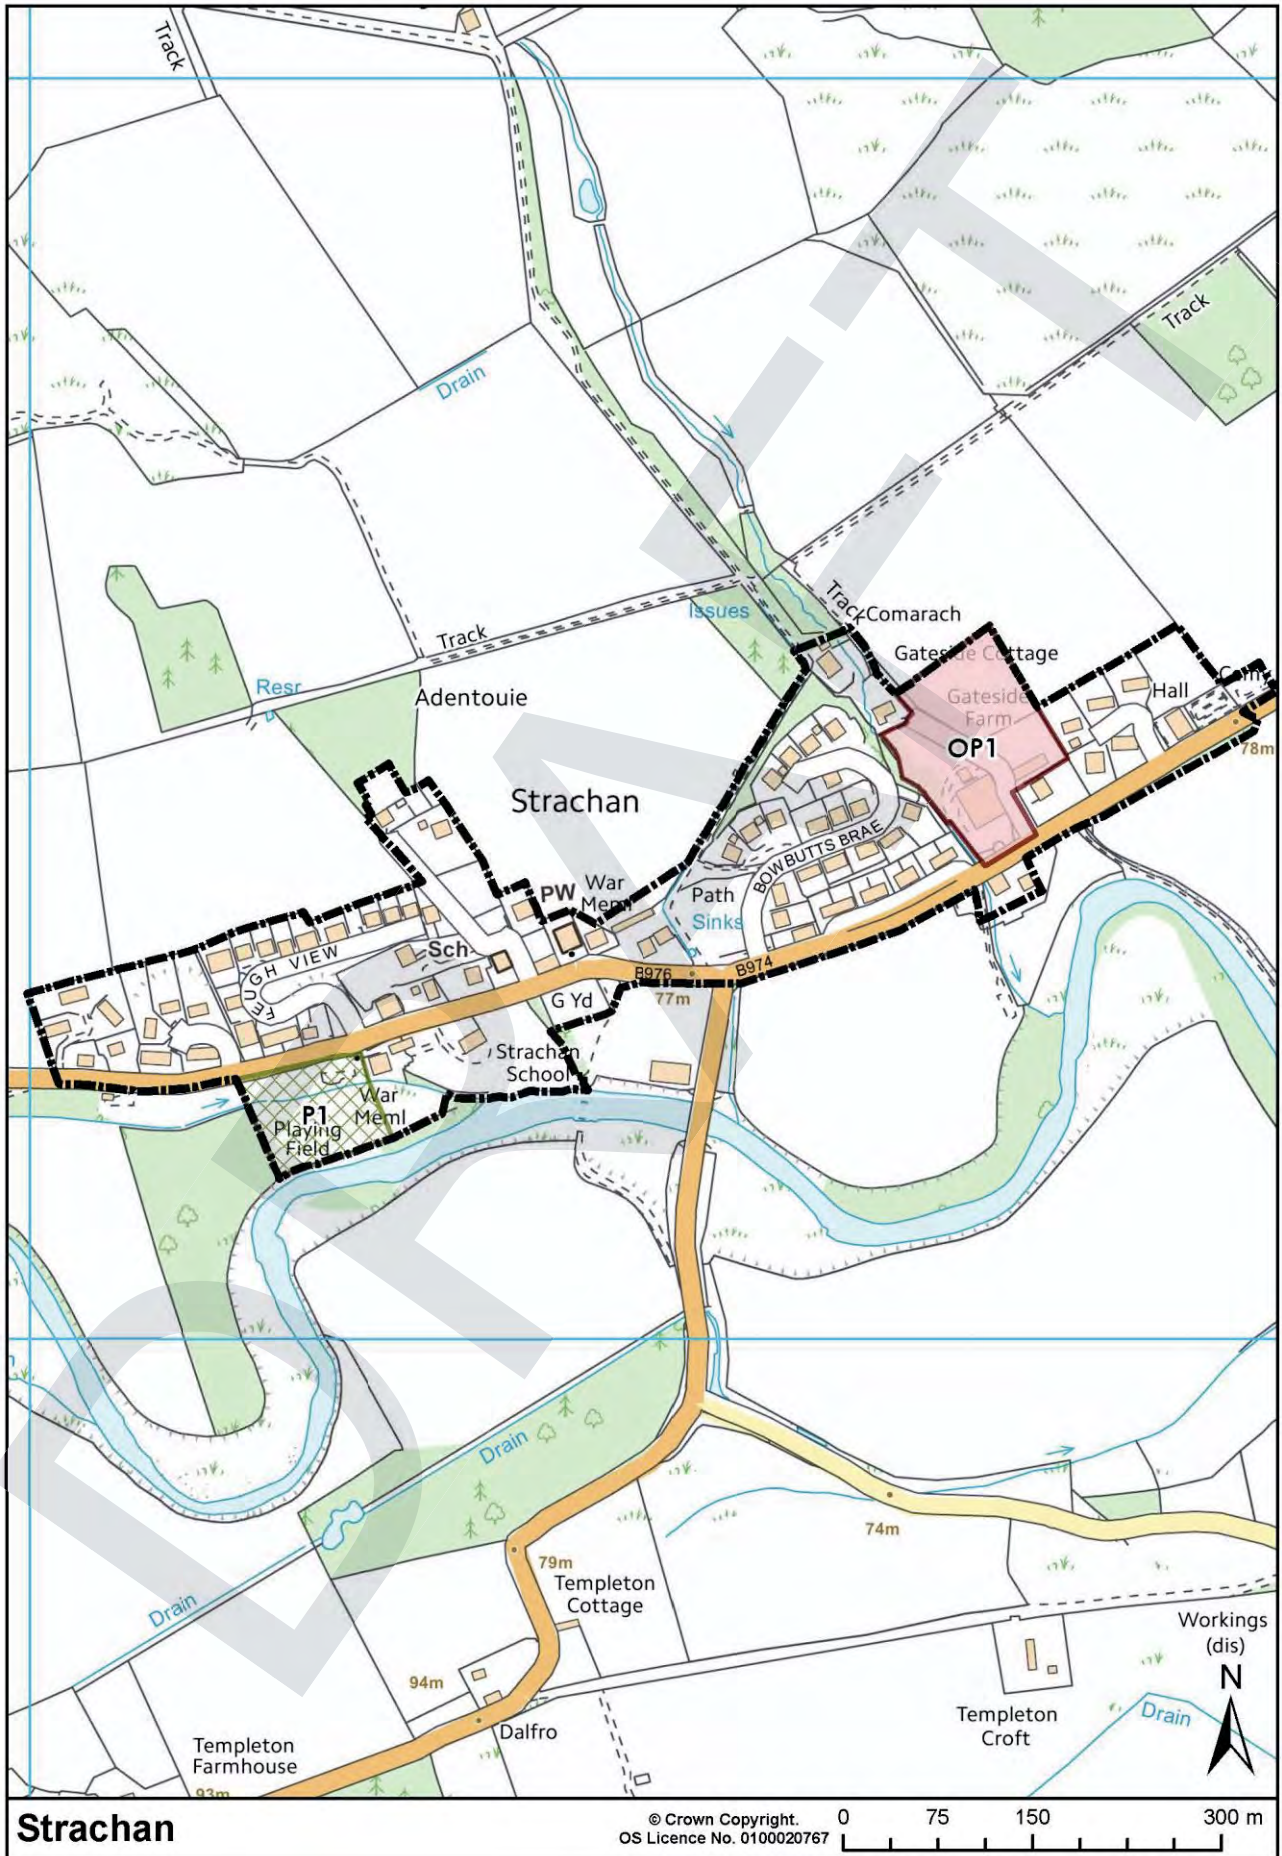 Track
Drain
Track
Issues
Track
Comarach
Gateside Cottage
Gateside
Farm
OP1
Hall
78m
Track
Resr
Adentouie
Strachan
PW
War
Meml
Path
Sinks
BOWBUTTS BRAE
Sch
FEUGH VIEW
B976
B974
77m
G Yd
Strachan
School
War
Meml
P1
Playing
Field
Drain
Drain
79m
Templeton
Cottage
74m
Workings
(dis)
N
94m
Dalfro
Templeton
Croft
Drain
Templeton
Farmhouse
93m
DRAFT
Strachan
© Crown Copyright.
OS Licence No. 0100020767
0 75 150 300 m